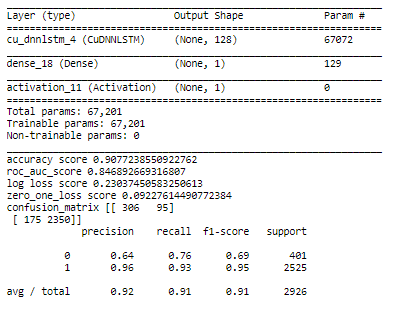 Layer (type) Output Shape Param #
=================================================================
cu_dnnlstm_4 (CuDNNLSTM) (None, 128) 67072
_________________________________________________________________
dense_18 (Dense) (None, 1) 129
_________________________________________________________________
activation_11 (Activation) (None, 1) 0
=================================================================
Total params: 67,201
Trainable params: 67,201
Non-trainable params: 0
_________________________________________________________________
accuracy score 0.9077238550922762
roc_auc_score 0.846892669316807
log loss score 0.23037450583250613
zero_one_loss score 0.09227614490772384
confusion_matrix [[ 306 95]
[ 175 2350]]
precision recall f1-score support
0 0.64 0.76 0.69 401
1 0.96 0.93 0.95 2525
avg / total 0.92 0.91 0.91 2926